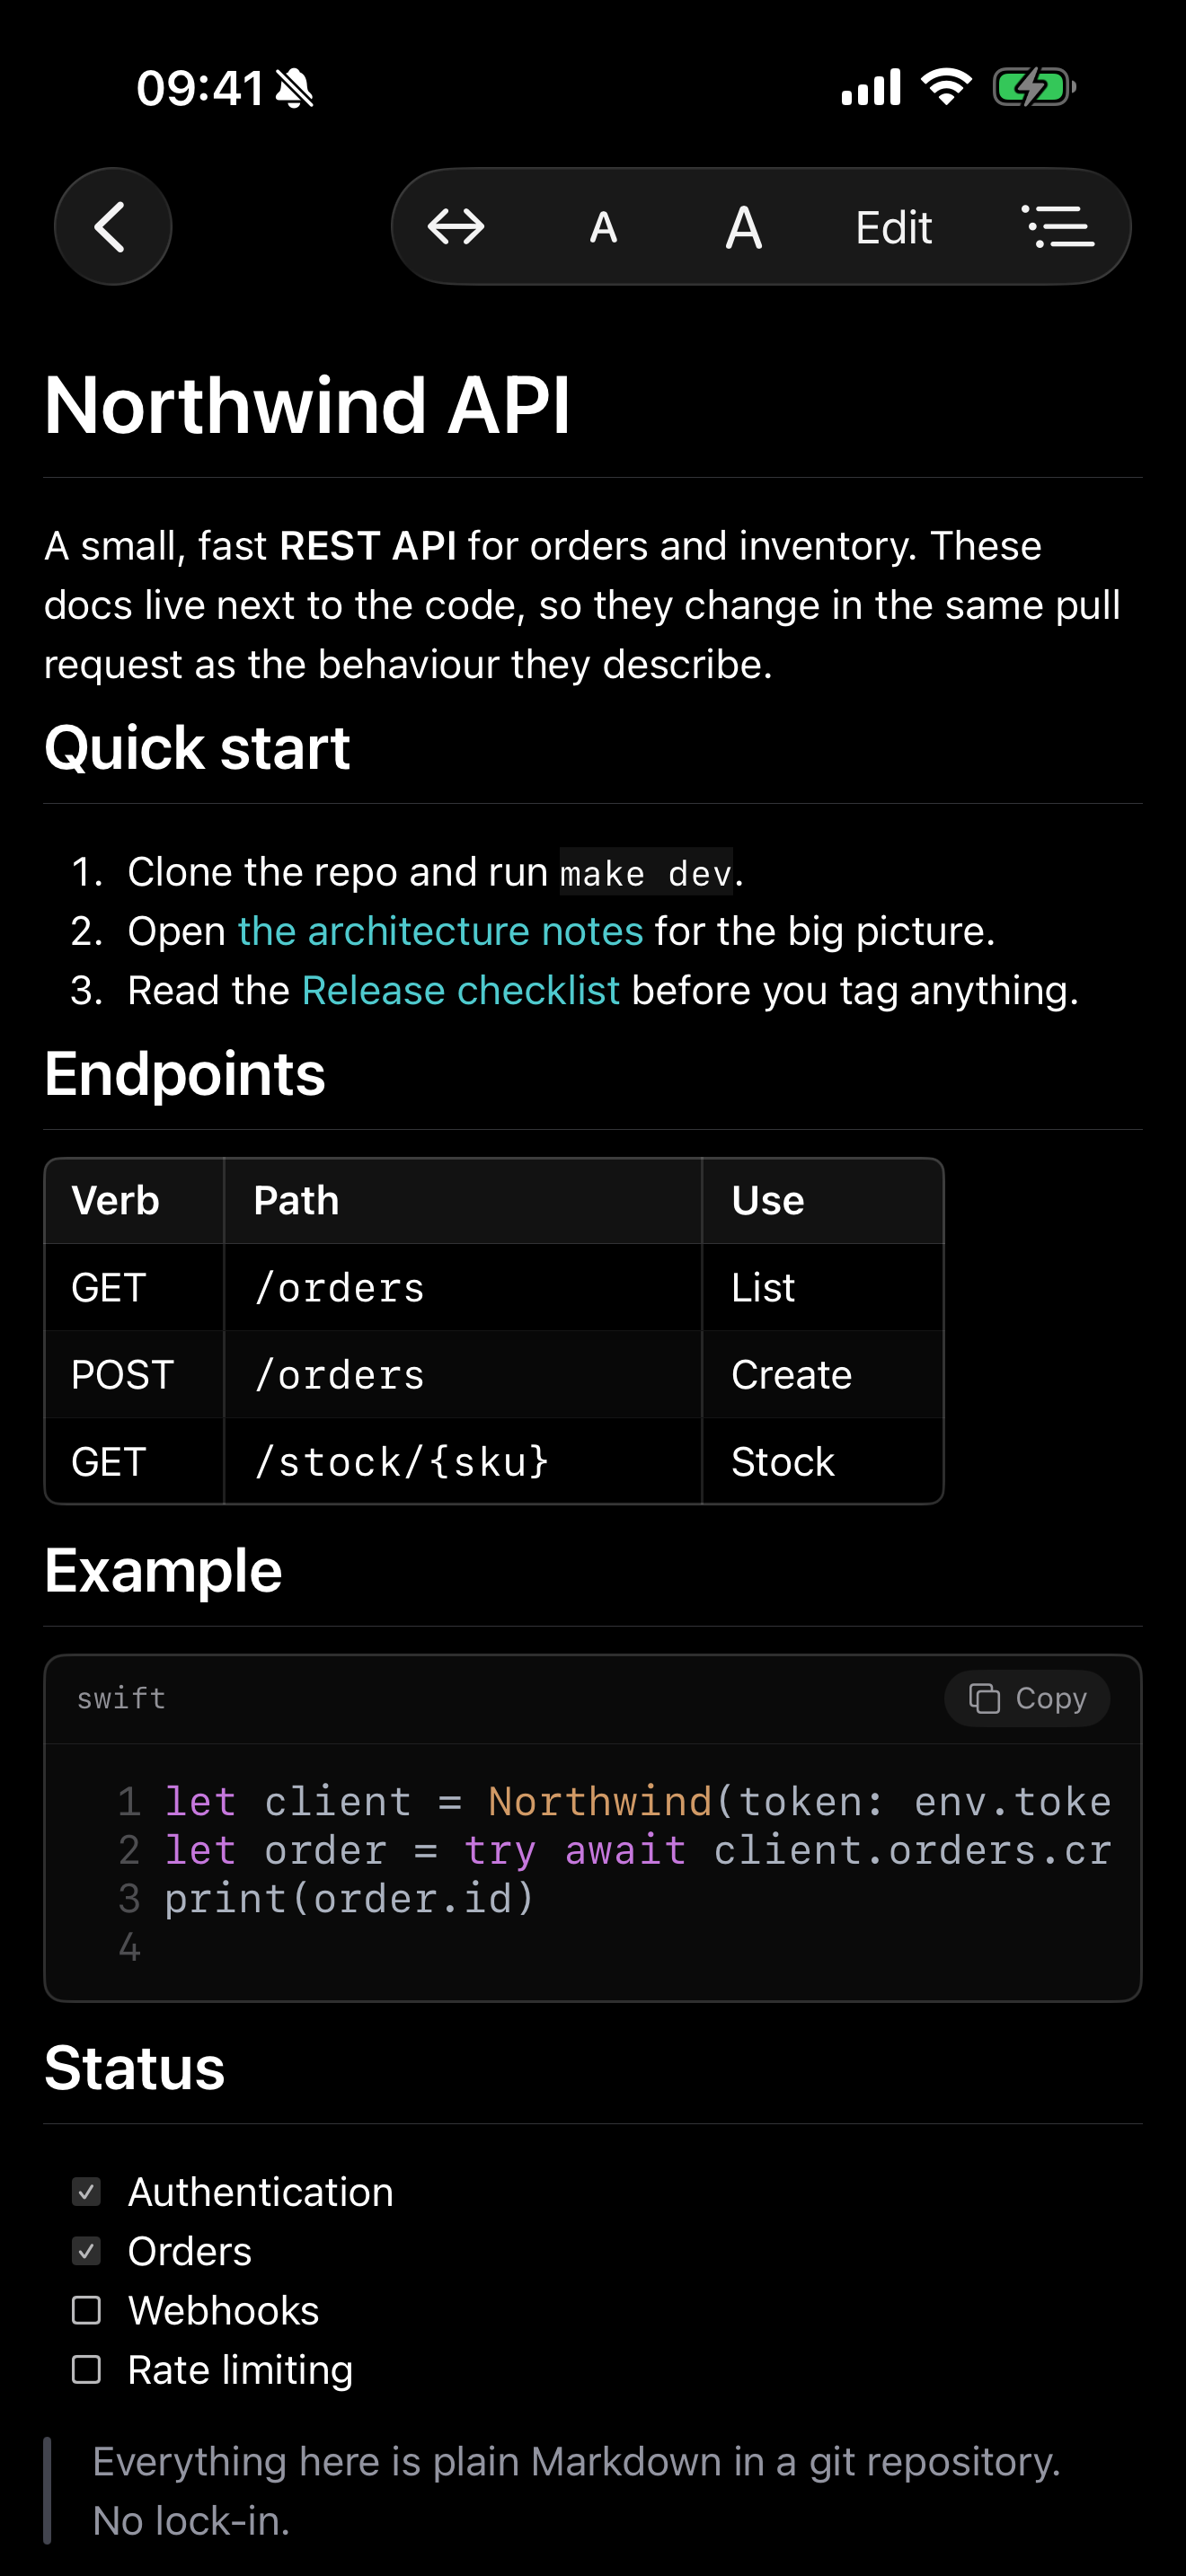 09:41
A A Edit
Northwind API
A small, fast REST API for orders and inventory. These
docs live next to the code, so they change in the same pull
request as the behaviour they describe.
Quick start
1. Clone the repo and run make dev.
2. Open the architecture notes for the big picture.
3. Read the Release checklist before you tag anything.
Endpoints
Verb Path Use
GET /orders List
POST /orders Create
GET /stock/{sku} Stock
Example
swift Copy
1 let client = Northwind(token: env.toke
2 let order = try await client.orders.cr
3 print(order.id)
4
Status
Authentication
Orders
Webhooks
Rate limiting
Everything here is plain Markdown in a git repository.
No lock-in.